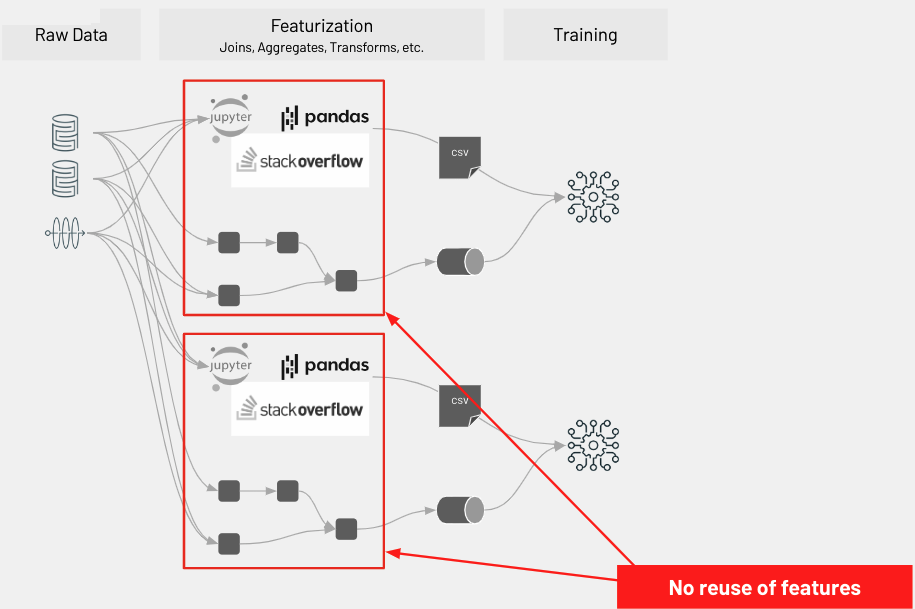 Raw Data
Featurization
Joins, Aggregates, Transforms, etc.
Training
jupyter
pandas
stackoverflow
CSV
jupyter
pandas
stackoverflow
CSV
No reuse of features